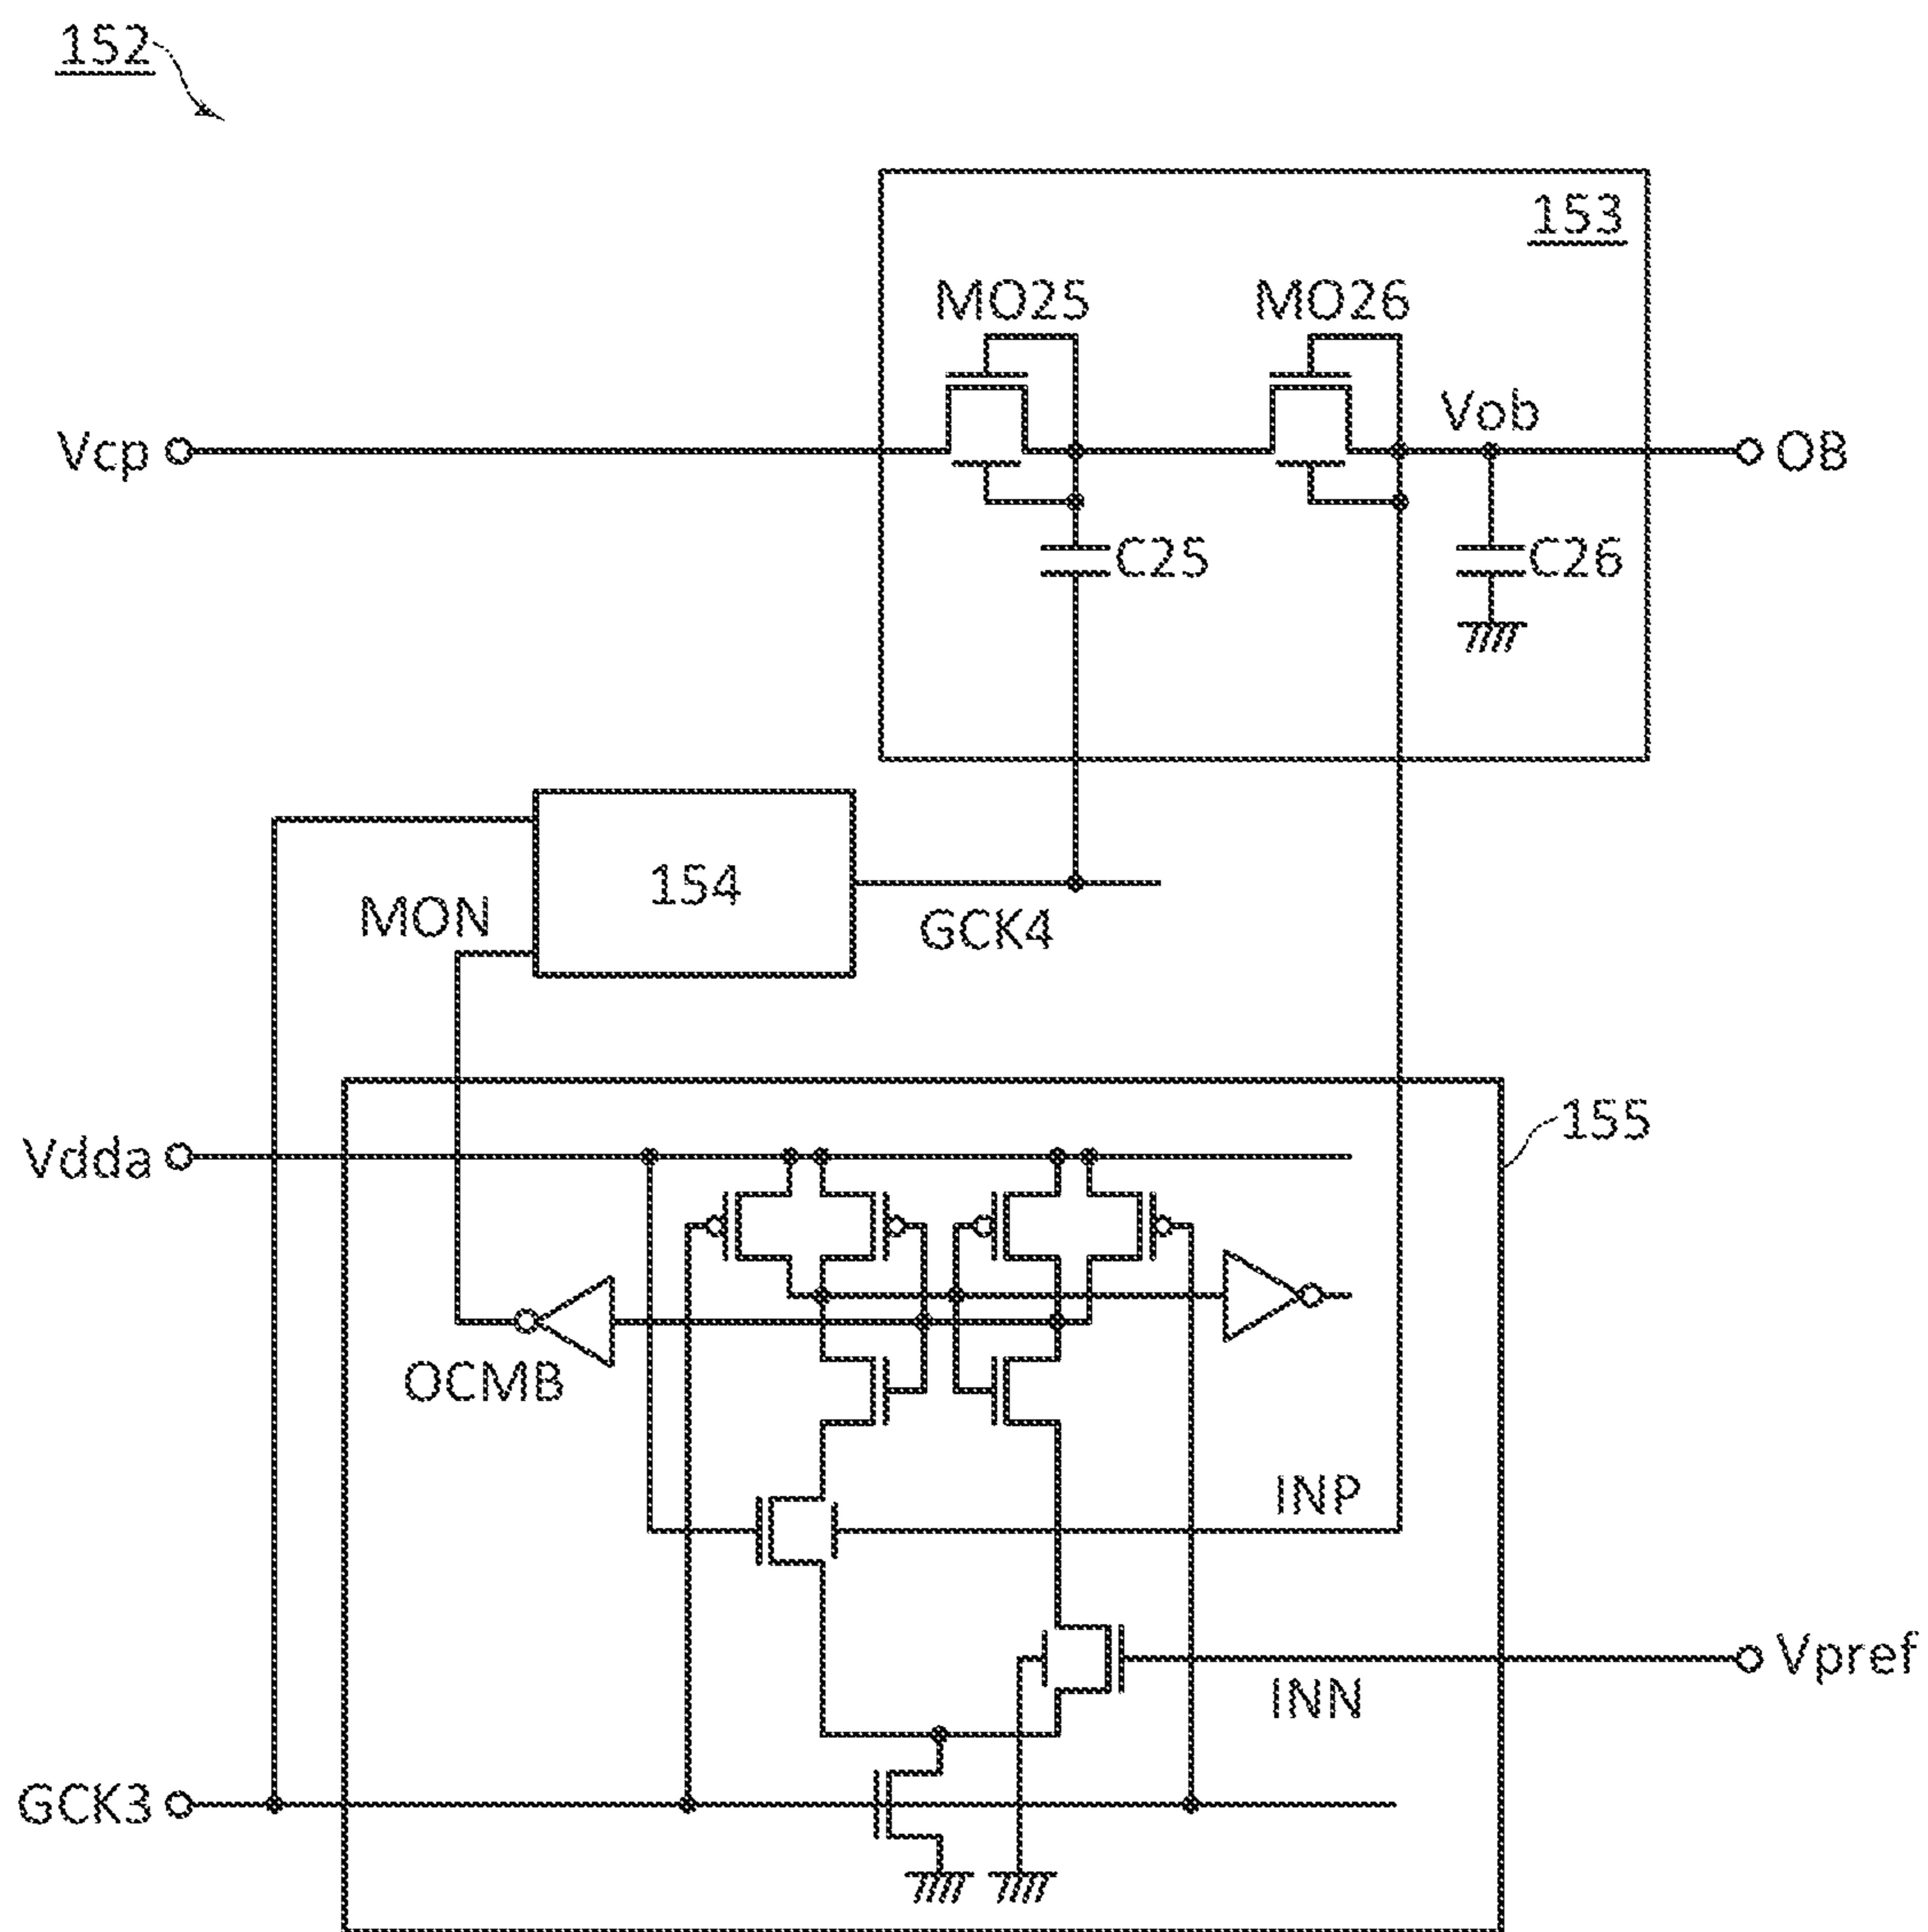 152
153
MO25
MO26
Vob
Vcp
OB
C25
C26
154
MON
GCK4
Vdda
155
OCMB
INP
Vpref
INN
GCK3